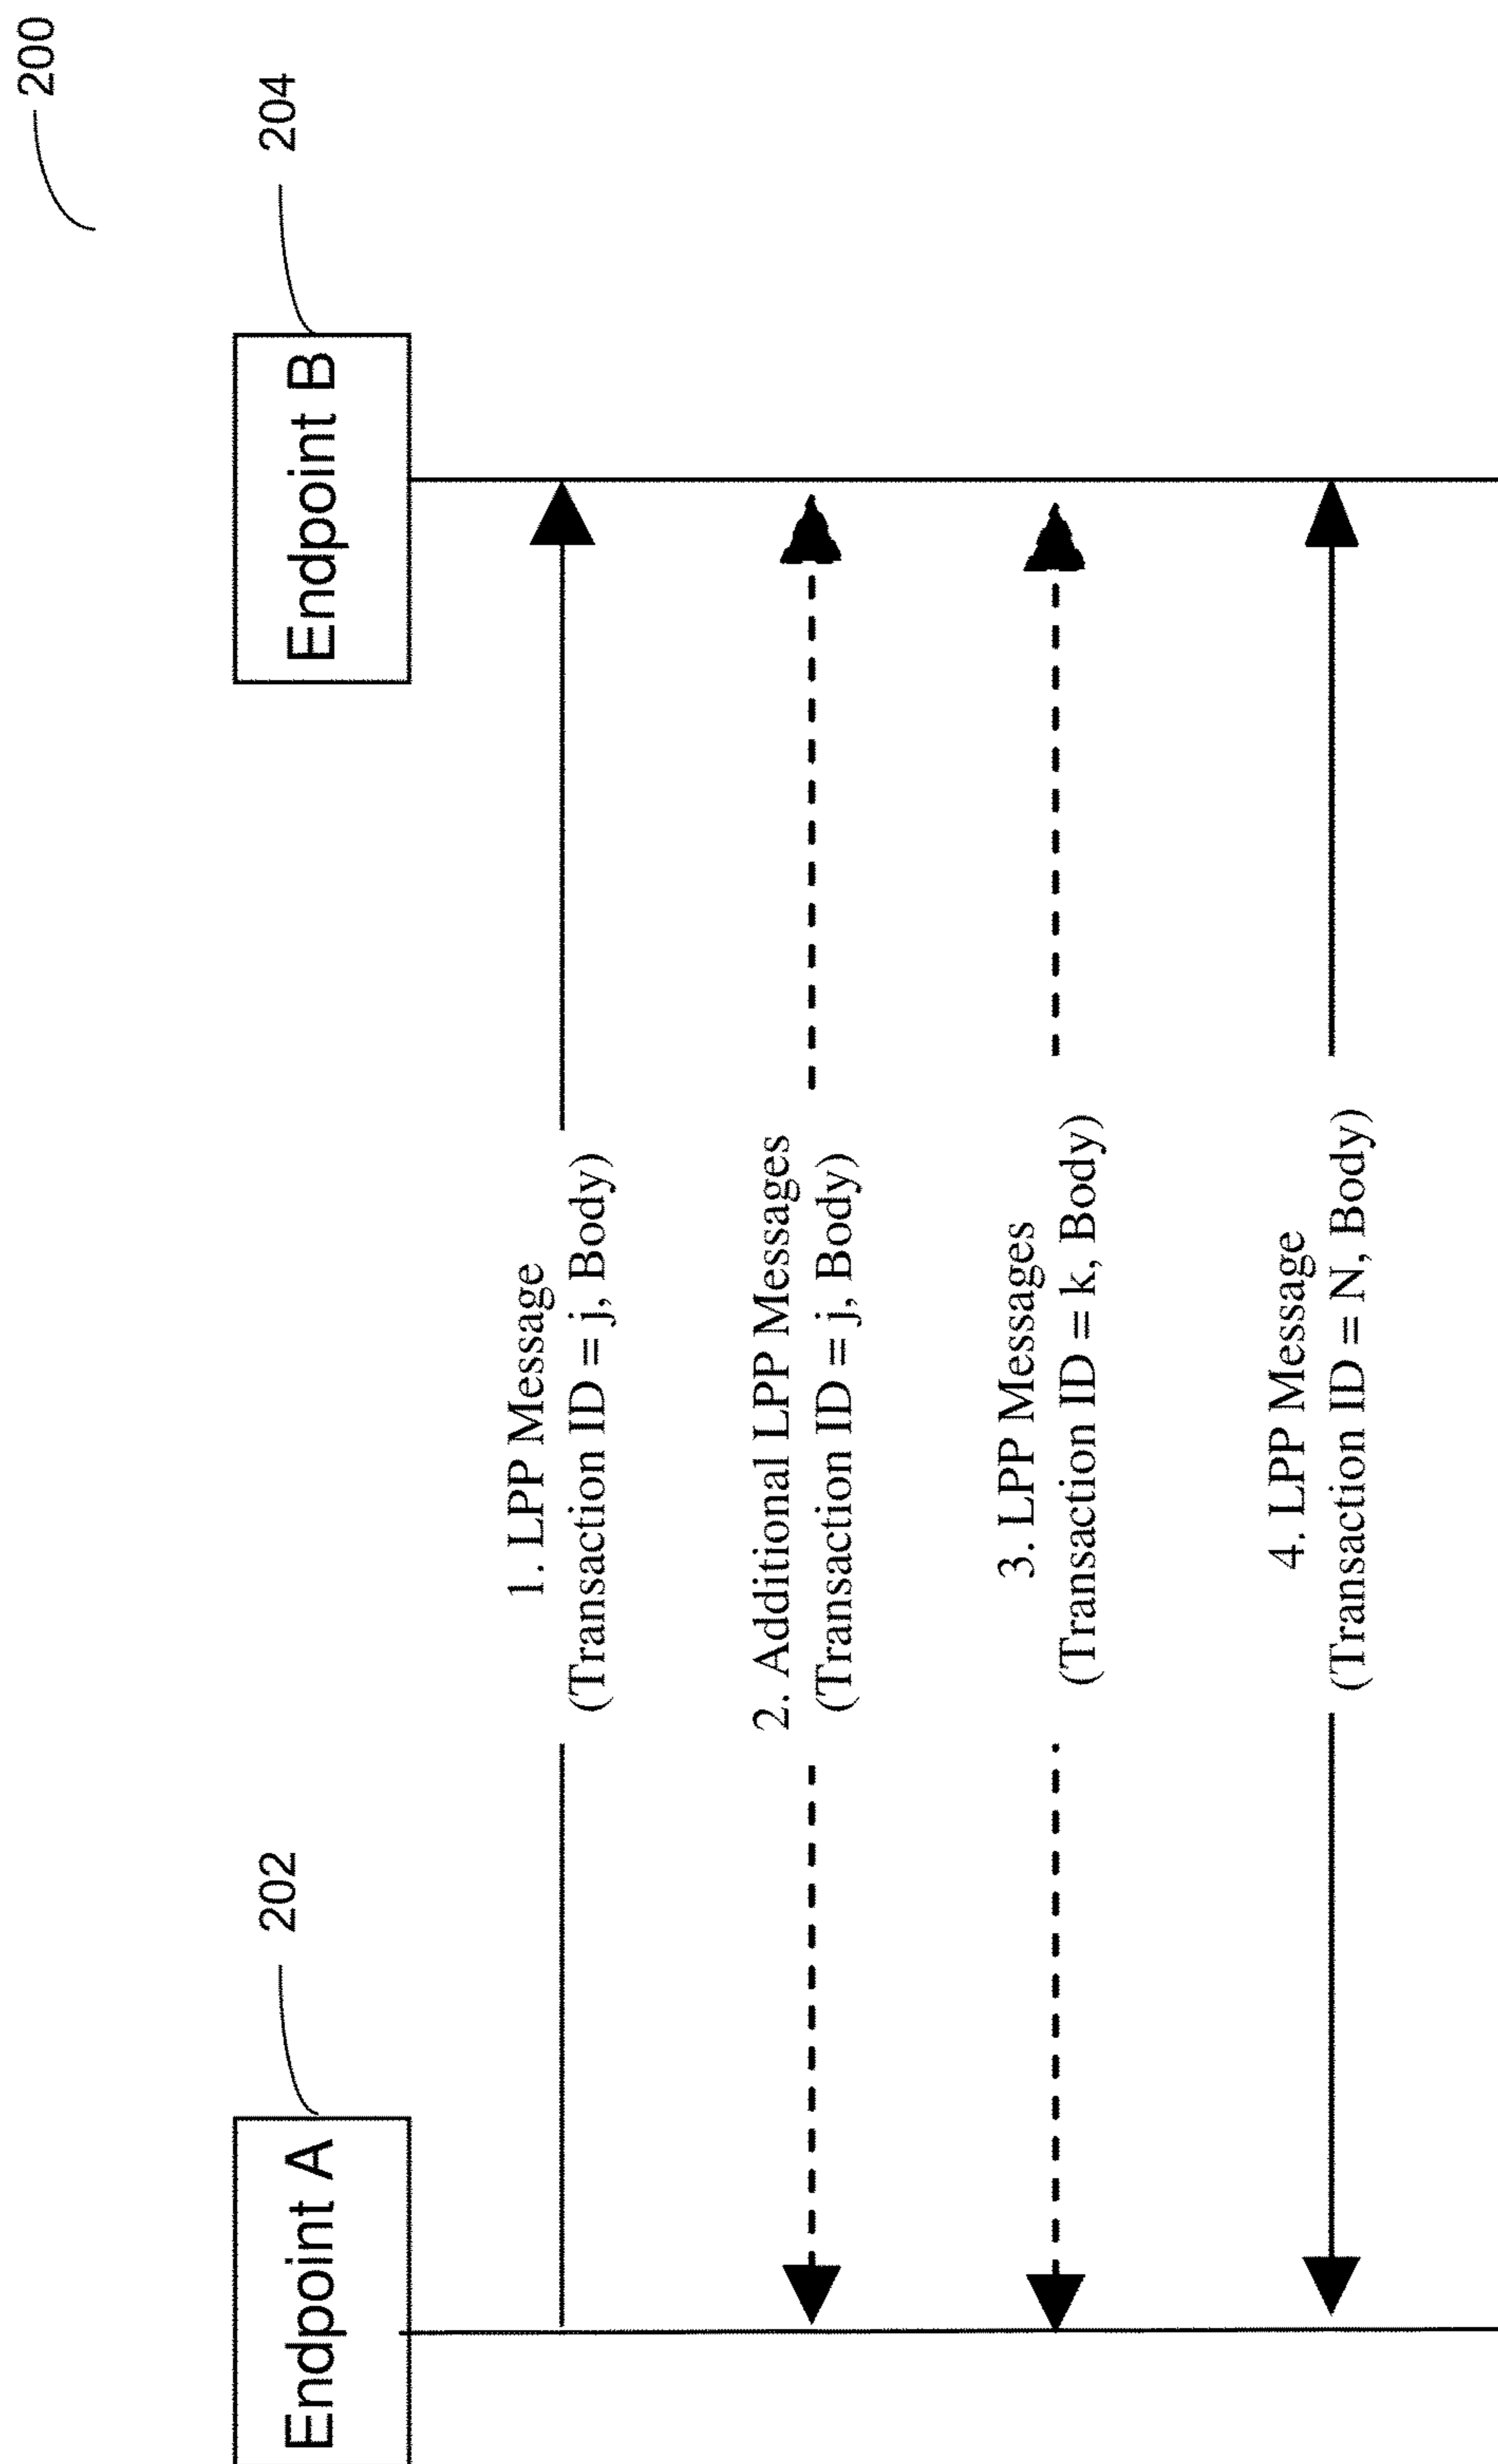 200
202
204
Endpoint A
Endpoint B
1. LPP Message
(Transaction ID = j, Body)
2. Additional LPP Messages
(Transaction ID = j, Body)
3. LPP Messages
(Transaction ID = k, Body)
4. LPP Message
(Transaction ID = N, Body)